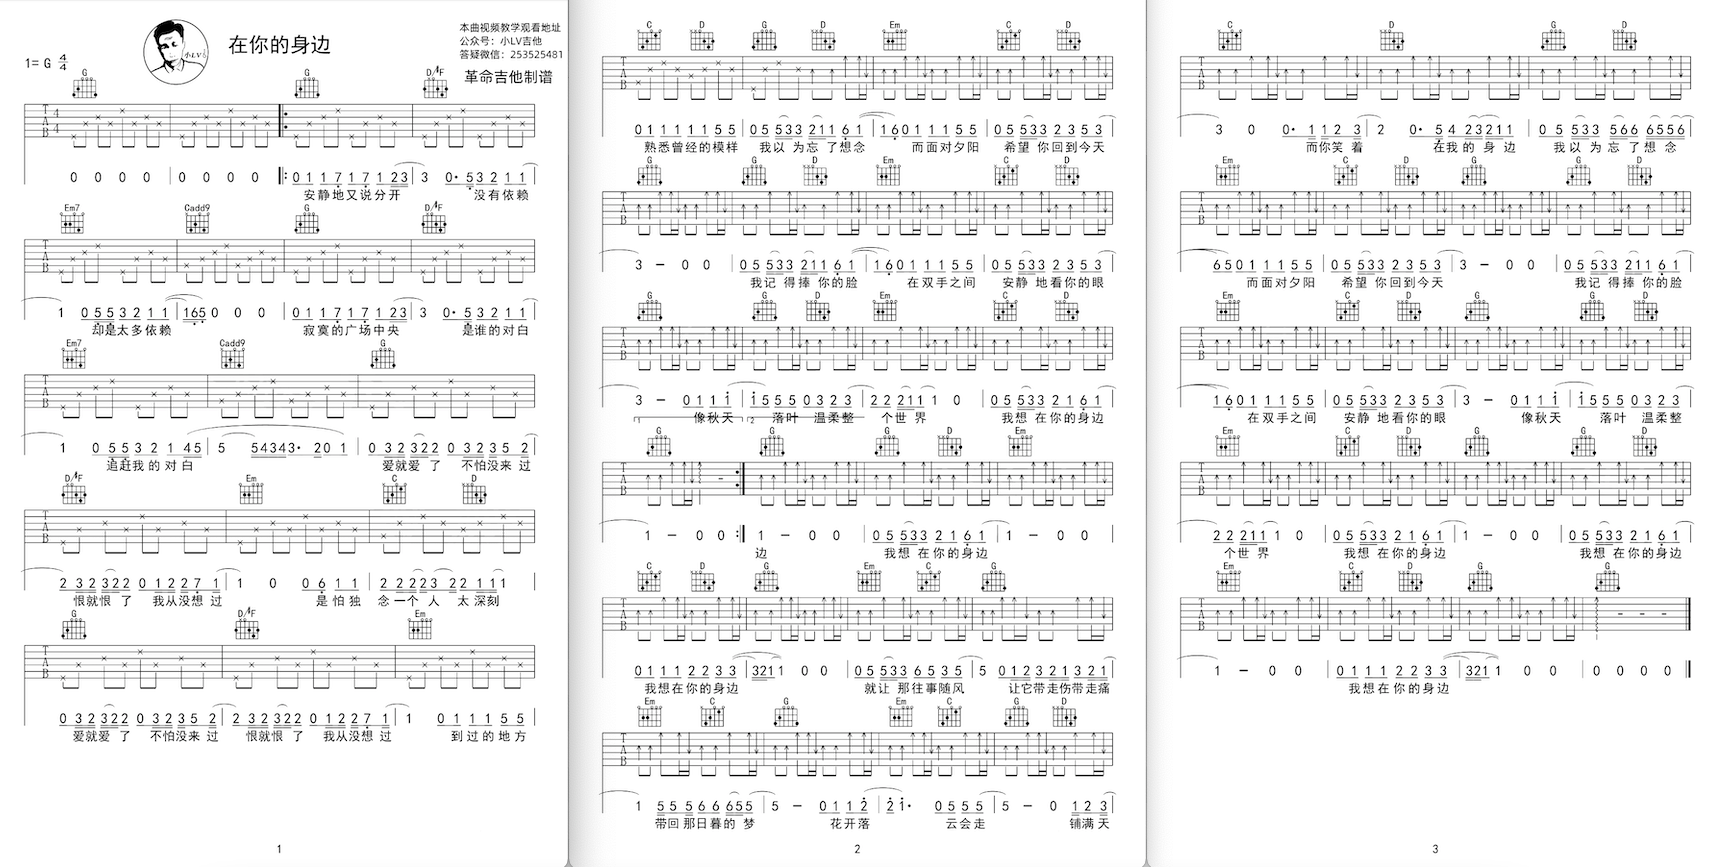 在你的身边
本曲视频教学观看地址
公众号：小LV吉他
答疑微信：253525481
革命吉他制谱
1= G 4/4
小LV
G G D/#F
0 0 0 0 0 0 0 0 0 1 1 7 1 7 1 2 3 3 0· 5 3 2 1 1
安静地又说分开 没有依赖
Em7 Cadd9 G D/#F
1 0 5 5 3 2 1 1 1 6 5 0 0 0 0 1 1 7 1 7 1 2 3 3 0· 5 3 2 1 1
却是太多依赖 寂寞的广场中央 是谁的对白
Em7 Cadd9 G
1 0 5 5 3 2 1 4 5 5 5 4 3 4 3· 2 0 1 0 3 2 3 2 2 0 3 2 3 5 2
追赶我的对白 爱就爱 了 不怕没来 过
D/#F Em C D
2 3 2 3 2 2 0 1 2 2 7 1 1 0 0 6 1 1 2 2 2 2 3 2 2 1 1 1
恨就恨 了 我从没想 过 是怕独 念一个 人 太深刻
G D/#F Em
0 3 2 3 2 2 0 3 2 3 5 2 2 3 2 3 2 2 0 1 2 2 7 1 1 0 1 1 1 5 5
爱就爱 了 不怕没来 过 恨就恨 了 我从没想 过 到过的地方
1
C D G D Em C D
0 1 1 1 1 1 5 5 0 5 5 3 3 2 1 1 6 1 1 6 0 1 1 1 5 5 0 5 5 3 3 2 3 5 3
熟悉曾经的模样 我以 为忘 了想念 而面对夕阳 希望 你回到今天
G G D Em C D
3 － 0 0 0 5 5 3 3 2 1 1 6 1 1 6 0 1 1 1 5 5 0 5 5 3 3 2 3 5 3
我记 得捧 你的脸 在双手之间 安静 地看你的眼
G G D Em C D
3 － 0 1 1 1 1 5 5 5 0 3 2 3 2 2 2 1 1 1 0 0 5 5 3 3 2 1 6 1
像秋天 落叶 温柔整 个世界 我想 在你的身边
G G G D Em
1 － 0 0 1 － 0 0 0 5 5 3 3 2 1 6 1 1 － 0 0
边 我想 在你的身边
C D G Em C G
0 1 1 1 2 2 3 3 3 2 1 1 0 0 0 5 5 3 3 6 5 3 5 5 0 1 2 3 2 1 3 2 1
我想在你的身边 就让 那往事随风 让它带走伤带走痛
Em C G Em C G D
1 5 5 5 6 6 6 5 5 5 － 0 1 1 2 2 1· 0 5 5 5 5 － 0 1 2 3
带回那日暮的 梦 花开落 云会走 铺满天
2
C D G D
3 0 0· 1 1 2 3 2 0· 5 4 2 3 2 1 1 0 5 5 3 3 5 6 6 6 5 5 6
而你笑 着 在我的 身 边 我以 为忘 了想 念
Em C D G G D
6 5 0 1 1 1 5 5 0 5 5 3 3 2 3 5 3 3 － 0 0 0 5 5 3 3 2 1 1 6 1
而面对夕阳 希望 你回到今天 我记 得捧 你的脸
Em C D G G D
1 6 0 1 1 1 5 5 0 5 5 3 3 2 3 5 3 3 － 0 1 1 1 1 5 5 5 0 3 2 3
在双手之间 安静 地看你的眼 像秋天 落叶 温柔整
Em C D G G D
2 2 2 1 1 1 0 0 5 5 3 3 2 1 6 1 1 － 0 0 0 5 5 3 3 2 1 6 1
个世界 我想 在你的身边 我想 在你的身边
Em C D G G
1 － 0 0 0 1 1 1 2 2 3 3 3 2 1 1 0 0 0 0 0 0
我想在你的身边
3